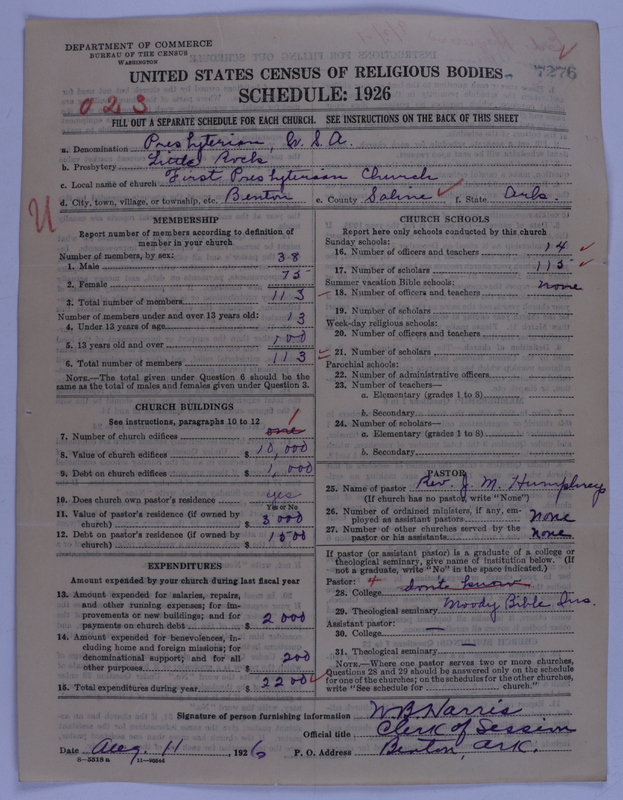 DEPARTMENT OF COMMERCE
BUREAU OF THE CENSUS
WASHINGTON
7276
UNITED STATES CENSUS OF RELIGIOUS BODIES
SCHEDULE: 1926
023
FILL OUT A SEPARATE SCHEDULE FOR EACH CHURCH. SEE INSTRUCTIONS ON THE BACK OF THIS SHEET
a. Denomination Presbyterian, U.S.A.
b. Presbytery Little Rock
c. Local name of church First Presbyterian Church
d. City, town, village, or township, etc. Benton e. County Saline f. State Ark.
MEMBERSHIP
Report number of members according to definition of
member in your church
Number of members, by sex:
1. Male 38
2. Female 75
3. Total number of members 113
Number of members under and over 13 years old:
4. Under 13 years of age 13
5. 13 years old and over 100
6. Total number of members 113
NOTE.—The total given under Question 6 should be
the same as the total of males and females given under Question 3.
CHURCH BUILDINGS
See instructions, paragraphs 10 to 12
7. Number of church edifices one 1
8. Value of church edifices $ 10,000
9. Debt on church edifices $ 1,000
10. Does church own pastor's residence yes
Yes or No
11. Value of pastor's residence (if owned by
church) $ 3000
12. Debt on pastor's residence (if owned by
church) $ 1500
EXPENDITURES
Amount expended by your church during last fiscal year
13. Amount expended for salaries, repairs,
and other running expenses; for im-
provements or new buildings; and for
payments on church debt $ 2000
14. Amount expended for benevolences, in-
cluding home and foreign missions; for
denominational support; and for all
other purposes $ 200
15. Total expenditures during year $ 2200
CHURCH SCHOOLS
Report here only schools conducted by this church
Sunday schools:
16. Number of officers and teachers 14
17. Number of scholars 115
Summer vacation Bible schools:
18. Number of officers and teachers none
19. Number of scholars
Week-day religious schools:
20. Number of officers and teachers
21. Number of scholars
Parochial schools:
22. Number of administrative officers
23. Number of teachers—
a. Elementary (grades 1 to 8)
b. Secondary
24. Number of scholars—
a. Elementary (grades 1 to 8)
b. Secondary
PASTOR
25. Name of pastor Rev. J. M. Humphreys
(If church has no pastor, write "None")
26. Number of ordained ministers, if any, em-
ployed as assistant pastors none
27. Number of other churches served by the
pastor or his assistants none
If pastor (or assistant pastor) is a graduate of a college or
theological seminary, give name of institution below. (If
not a graduate, write "No" in the space indicated.)
Pastor:
28. College don't know
29. Theological seminary Moody Bible Ins.
Assistant pastor:
30. College —
31. Theological seminary —
NOTE.—Where one pastor serves two or more churches,
Questions 28 and 29 should be answered only on the schedule
for one of the churches; on the schedules for the other churches,
write "See schedule for church."
Signature of person furnishing information W B Harris
Official title Clerk of Session
Date Aug. 11, 1926 P. O. Address Benton, Ark.
8—5518 a